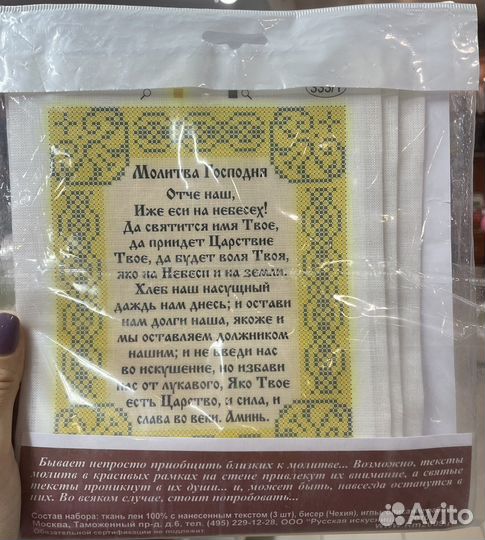 333/1
Молитва Господня
Отче наш,
Иже еси на небесех!
Да святится имя Твое,
да приидет Царствие
Твое, да будет воля Твоя,
яко на Небеси и на земли.
Хлеб наш насущный
даждь нам днесь; и остави
нам долги наша, якоже и
мы оставляем должником
нашим; и не введи нас
во искушение, но избави
нас от лукавого, Яко Твое
есть Царство, и сила, и
слава во веки. Аминь.
Бывает непросто приобщить близких к молитве... Возможно, тексты
молитв в красивых рамках на стене привлекут их внимание, а святые
тексты проникнут в их души... и, может быть, навсегда останутся в
них. Во всяком случае, стоит попробовать...
Состав набора: ткань лен 100% с нанесенным текстом (3 шт), бисер (Чехия),
Москва, Таможенный пр-д, д.6, тел. (495) 229-12-28, ООО "Русская
Обязательной сертификации не подлежит.
Avito